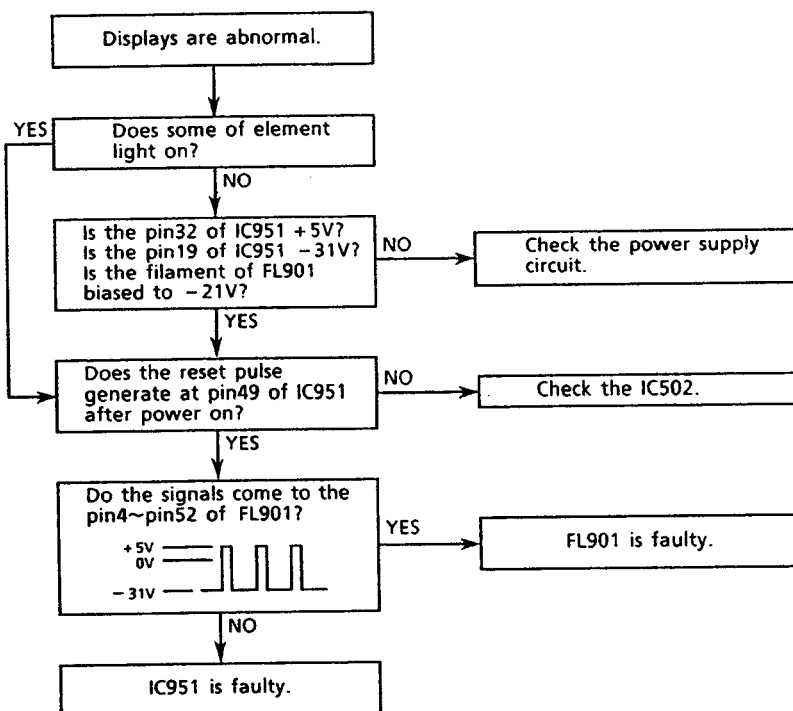 Displays are abnormal.
YES
Does some of element
light on?
NO
Is the pin32 of IC951 +5V?
Is the pin19 of IC951 −31V?
Is the filament of FL901
biased to −21V?
NO
Check the power supply
circuit.
YES
Does the reset pulse
generate at pin49 of IC951
after power on?
NO
Check the IC502.
YES
Do the signals come to the
pin4~pin52 of FL901?
+5V
0V
−31V
YES
FL901 is faulty.
NO
IC951 is faulty.